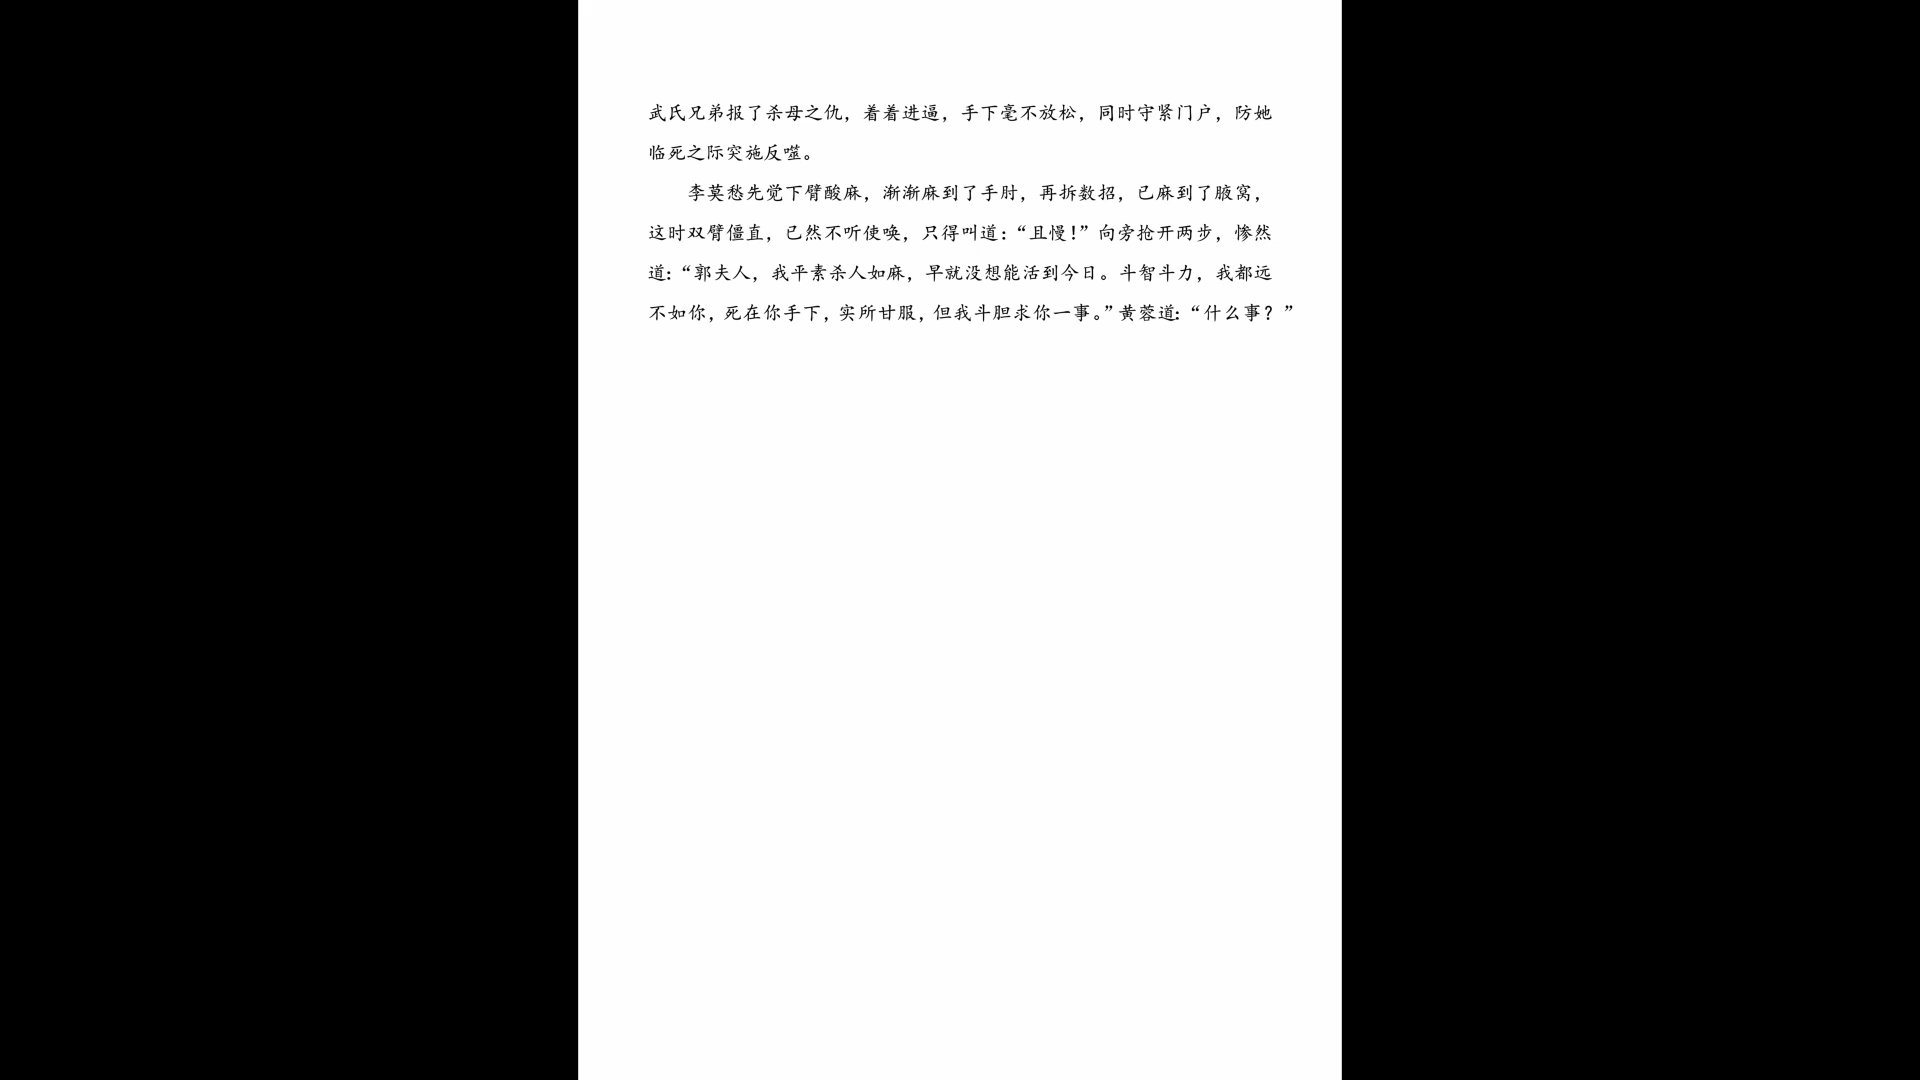 武氏兄弟报了杀母之仇，着着进逼，手下毫不放松，同时守紧门户，防她
临死之际突施反噬。
李莫愁先觉下臂酸麻，渐渐麻到了手肘，再拆数招，已麻到了腋窝，
这时双臂僵直，已然不听使唤，只得叫道：“且慢！”向旁抢开两步，惨然
道：“郭夫人，我平素杀人如麻，早就没想能活到今日。斗智斗力，我都远
不如你，死在你手下，实所甘服，但我斗胆求你一事。”黄蓉道：“什么事？”